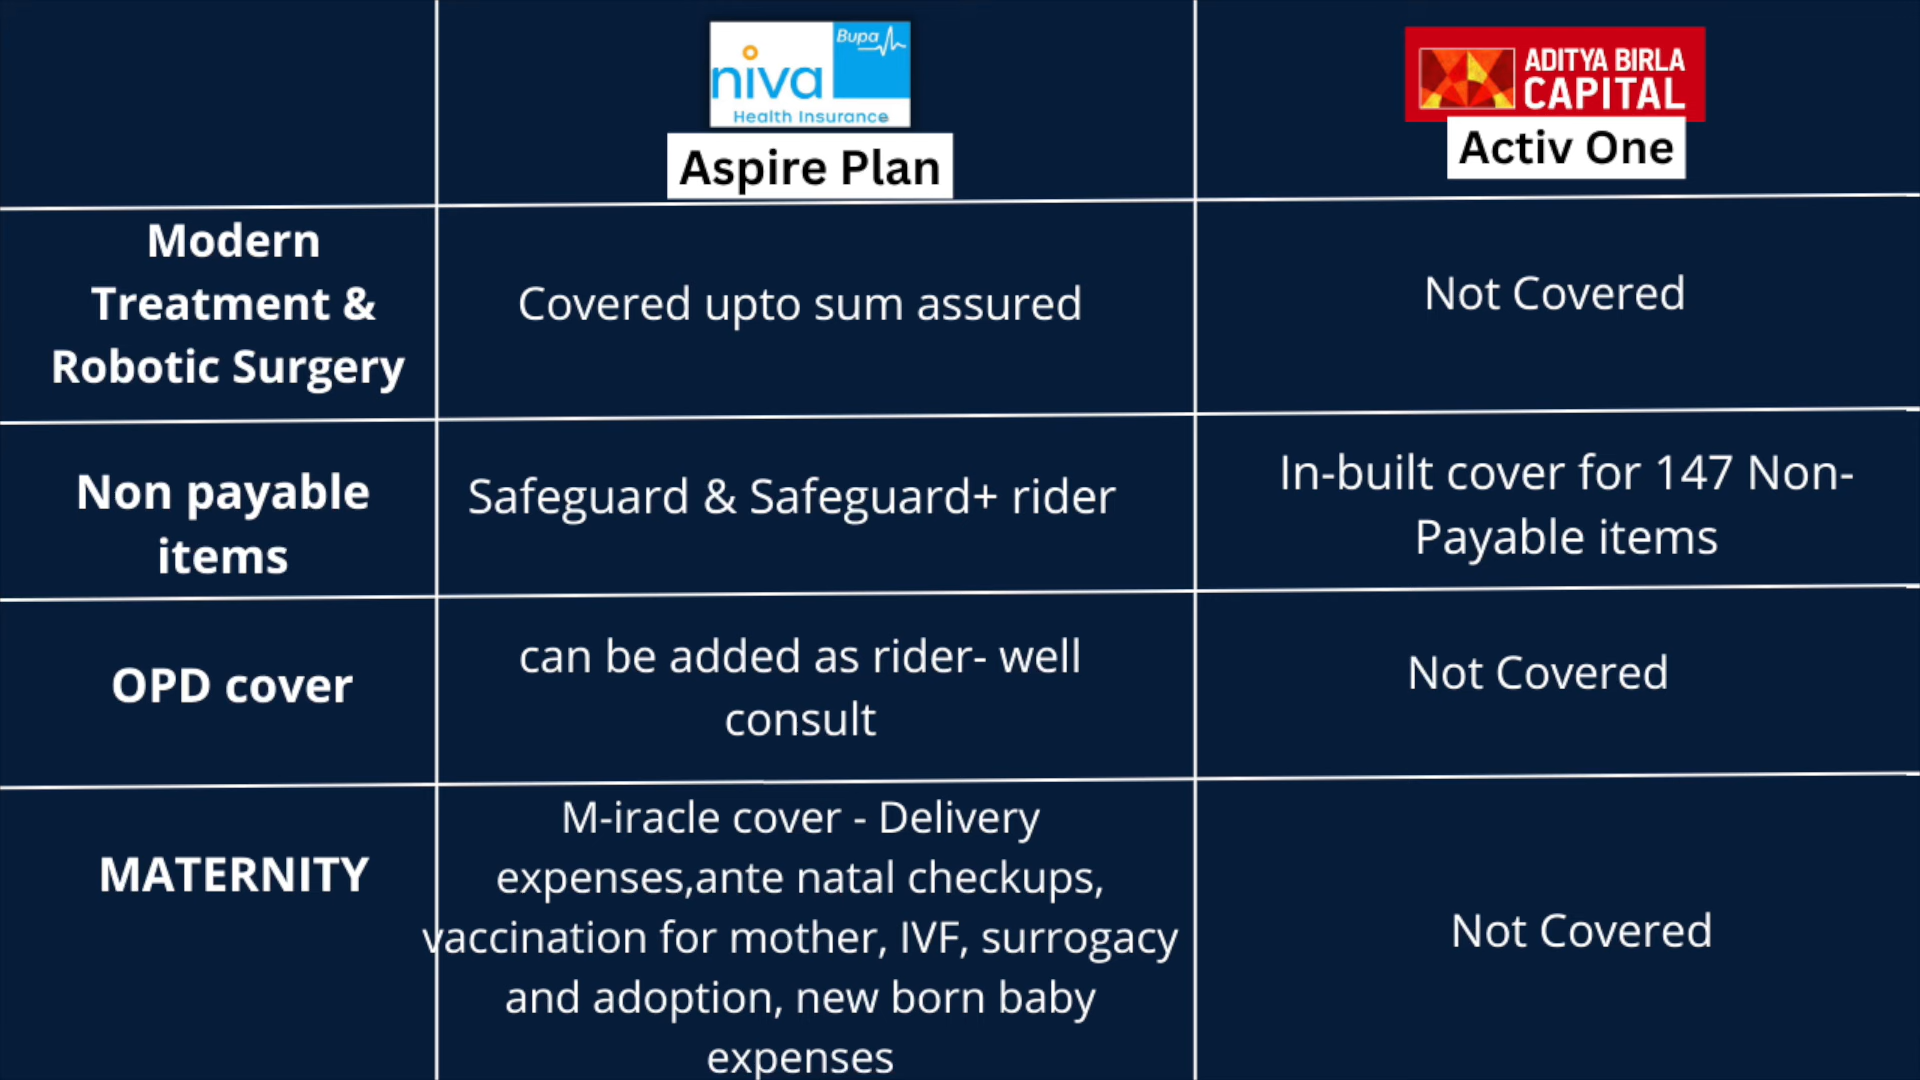 Bupa
niva
Health Insurance
Aspire Plan
ADITYA BIRLA
CAPITAL
Activ One
Modern
Treatment &
Robotic Surgery
Covered upto sum assured
Not Covered
Non payable
items
Safeguard & Safeguard+ rider
In-built cover for 147 Non-
Payable items
OPD cover
can be added as rider- well
consult
Not Covered
MATERNITY
M-iracle cover - Delivery
expenses,ante natal checkups,
vaccination for mother, IVF, surrogacy
and adoption, new born baby
expenses
Not Covered